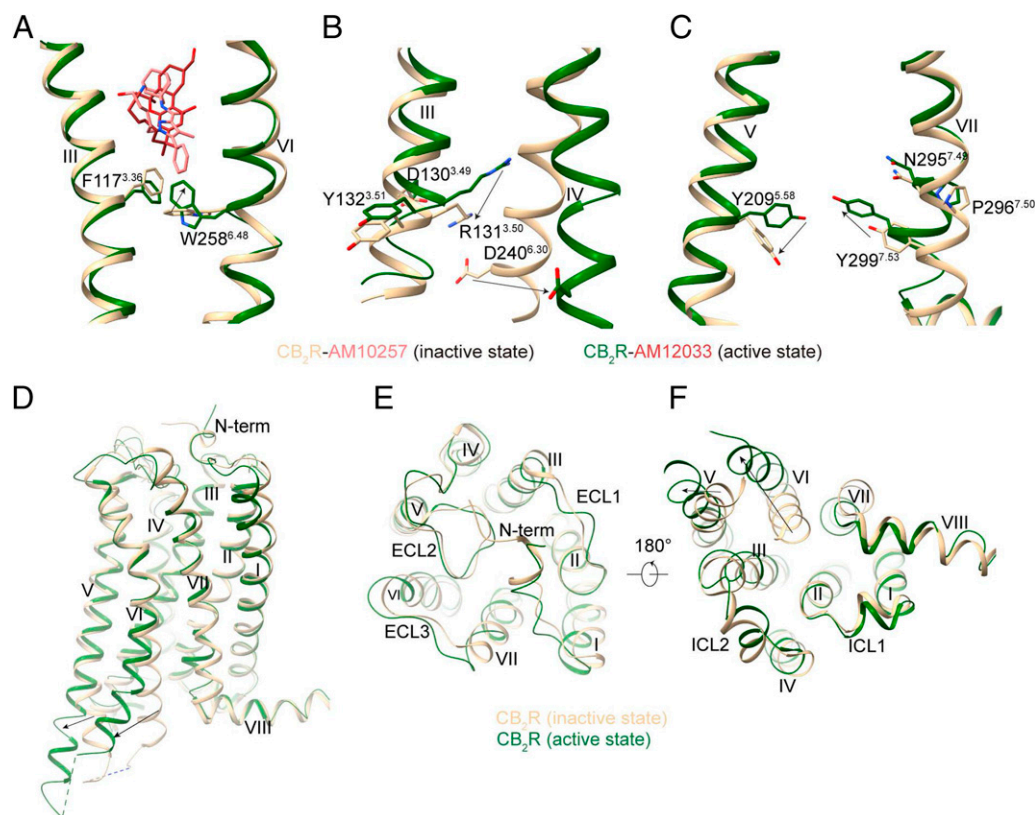 A
III
VI
F117^3.36
W258^6.48
B
III
D130^3.49
Y132^3.51
IV
R131^3.50
D240^6.30
C
V
VII
N295^7.49
Y209^5.58
P296^7.50
Y299^7.53
CB₂R-AM10257 (inactive state)
CB₂R-AM12033 (active state)
D
N-term
III
IV
II
I
V
VII
VI
VIII
E
IV
III
ECL1
V
N-term
ECL2
II
VI
ECL3
VII
I
180°
F
V
VI
VII
VIII
III
II
I
ICL2
ICL1
IV
CB₂R (inactive state)
CB₂R (active state)